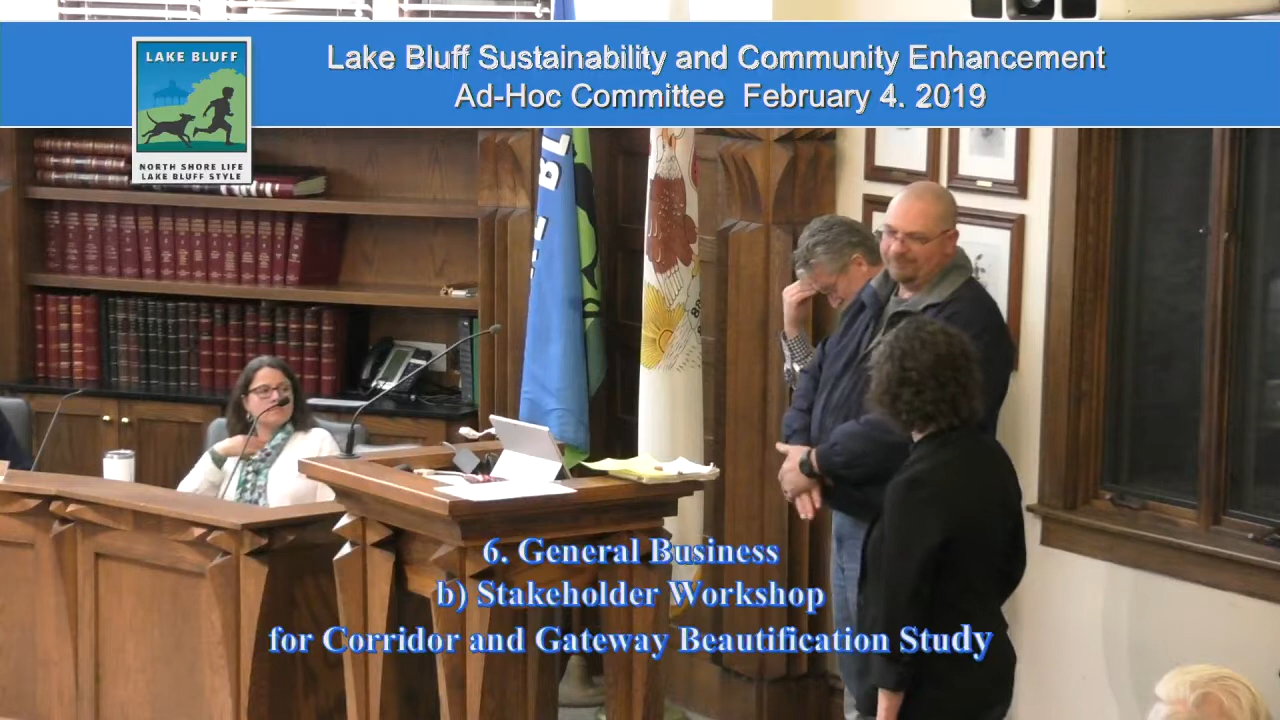 Lake Bluff Sustainability and Community Enhancement
Ad-Hoc Committee February 4. 2019
LAKE BLUFF
NORTH SHORE LIFE
LAKE BLUFF STYLE
6. General Business
b) Stakeholder Workshop
for Corridor and Gateway Beautification Study